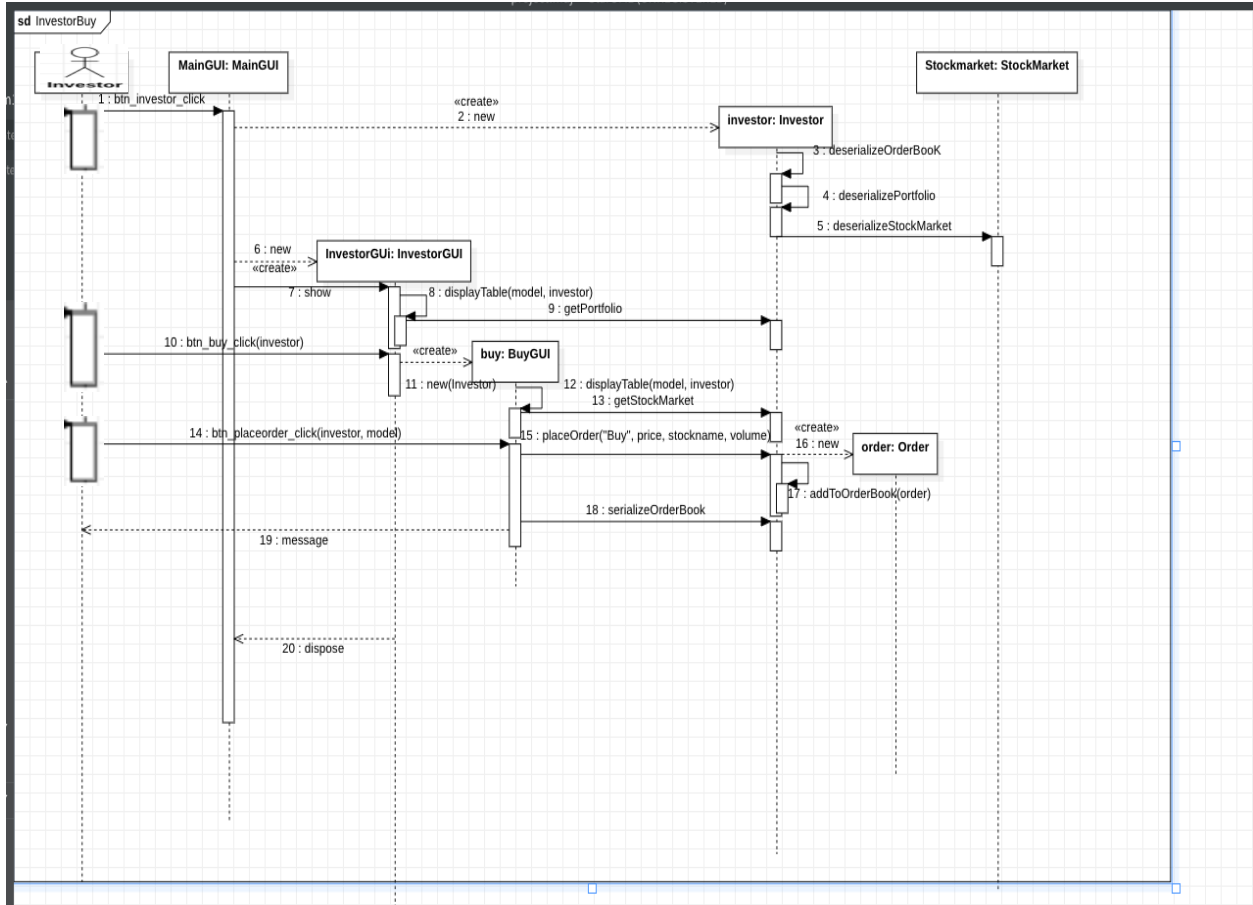 sd InvestorBuy
Investor
MainGUI: MainGUI
Stockmarket: StockMarket
1 : btn_investor_click
«create»
2 : new
investor: Investor
3 : deserializeOrderBooK
4 : deserializePortfolio
5 : deserializeStockMarket
6 : new
«create»
InvestorGUi: InvestorGUI
7 : show
8 : displayTable(model, investor)
9 : getPortfolio
10 : btn_buy_click(investor)
«create»
buy: BuyGUI
11 : new(Investor)
12 : displayTable(model, investor)
13 : getStockMarket
14 : btn_placeorder_click(investor, model)
15 : placeOrder("Buy", price, stockname, volume)
«create»
16 : new
order: Order
17 : addToOrderBook(order)
18 : serializeOrderBook
19 : message
20 : dispose